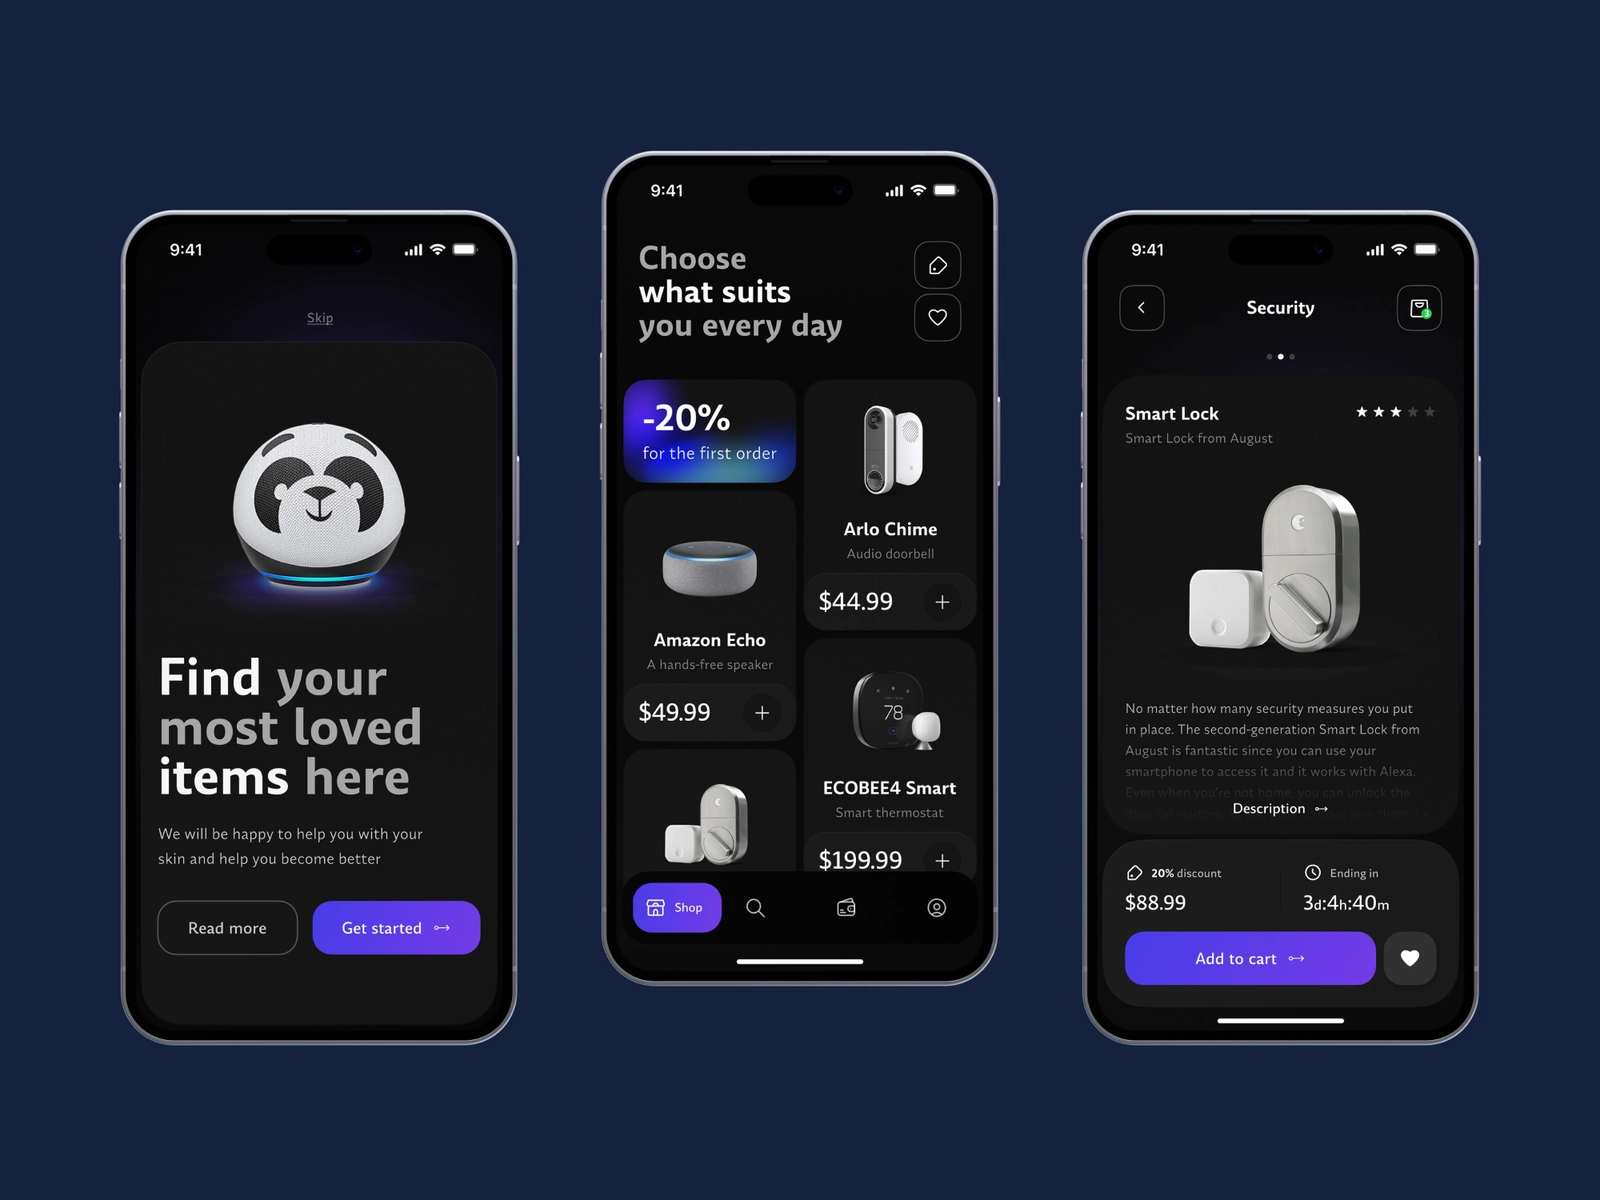 9:41
Skip
Find your
most loved
items here
We will be happy to help you with your
skin and help you become better
Read more
Get started
9:41
Choose
what suits
you every day
-20%
for the first order
Amazon Echo
A hands-free speaker
$49.99
Arlo Chime
Audio doorbell
$44.99
78
ECOBEE4 Smart
Smart thermostat
$199.99
Shop
9:41
Security
3
Smart Lock
Smart Lock from August
No matter how many security measures you put
in place. The second-generation Smart Lock from
August is fantastic since you can use your
smartphone to access it and it works with Alexa.
Even when you're not home, you can unlock the
door for visitors,
Description
20% discount
$88.99
Ending in
3d:4h:40m
Add to cart